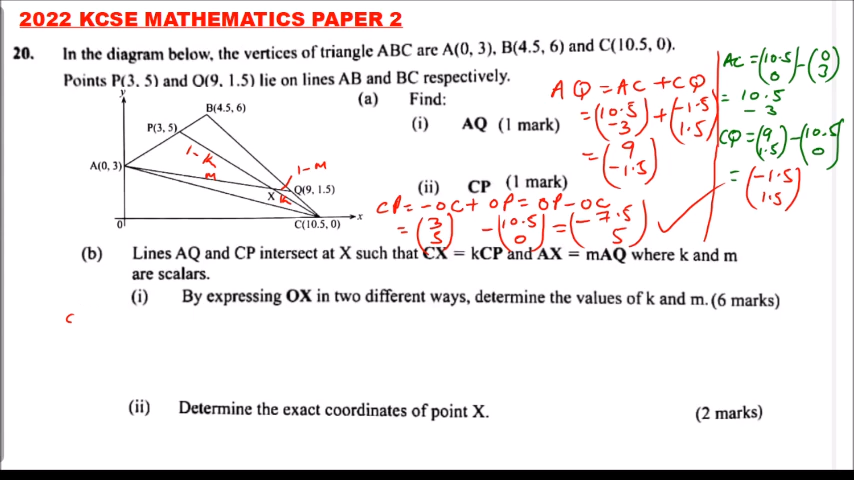 2022 KCSE MATHEMATICS PAPER 2
20. In the diagram below, the vertices of triangle ABC are A(0, 3), B(4.5, 6) and C(10.5, 0).
Points P(3, 5) and Q(9, 1.5) lie on lines AB and BC respectively.
y
B(4.5, 6)
P(3, 5)
1-k
m
1-m
A(0, 3)
X
k
Q(9, 1.5)
0
C(10.5, 0)
x
(a) Find:
(i) AQ (1 mark)
AQ = AC + CQ
= (10.5 -3) + (-1.5 1.5)
= (9 -1.5)
(ii) CP (1 mark)
CP = -OC + OP = OP - OC
= (3 5) - (10.5 0) = (-7.5 5)
AC = (10.5 0) - (0 3)
= 10.5 -3
CQ = (9 1.5) - (10.5 0)
= (-1.5 1.5)
(b) Lines AQ and CP intersect at X such that CX = kCP and AX = mAQ where k and m
are scalars.
(i) By expressing OX in two different ways, determine the values of k and m. (6 marks)
(ii) Determine the exact coordinates of point X. (2 marks)